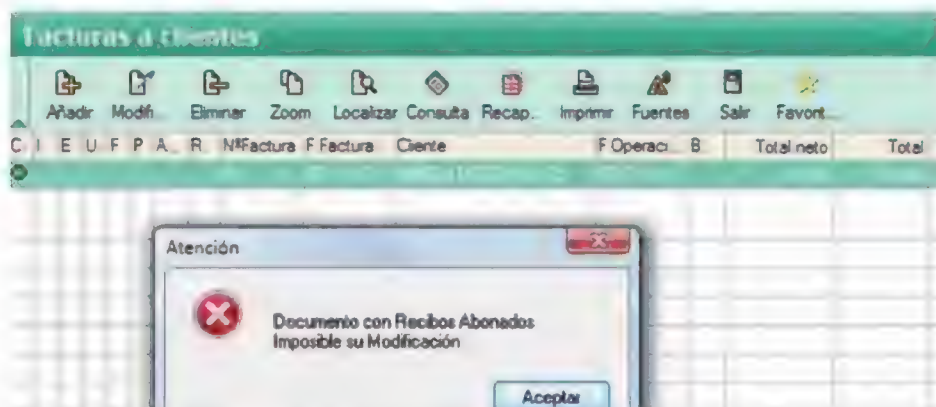 Facturas a clientes
Añadir Modifi... Eliminar Zoom Localizar Consulta Recap... Imprimir Fuentes Salir Favorit...
C. I E U F P A... R. NºFactura F Factura Cliente F Operaci... B. Total neto Total
Atención
Documento con Recibos Abonados
Imposible su Modificación
Aceptar